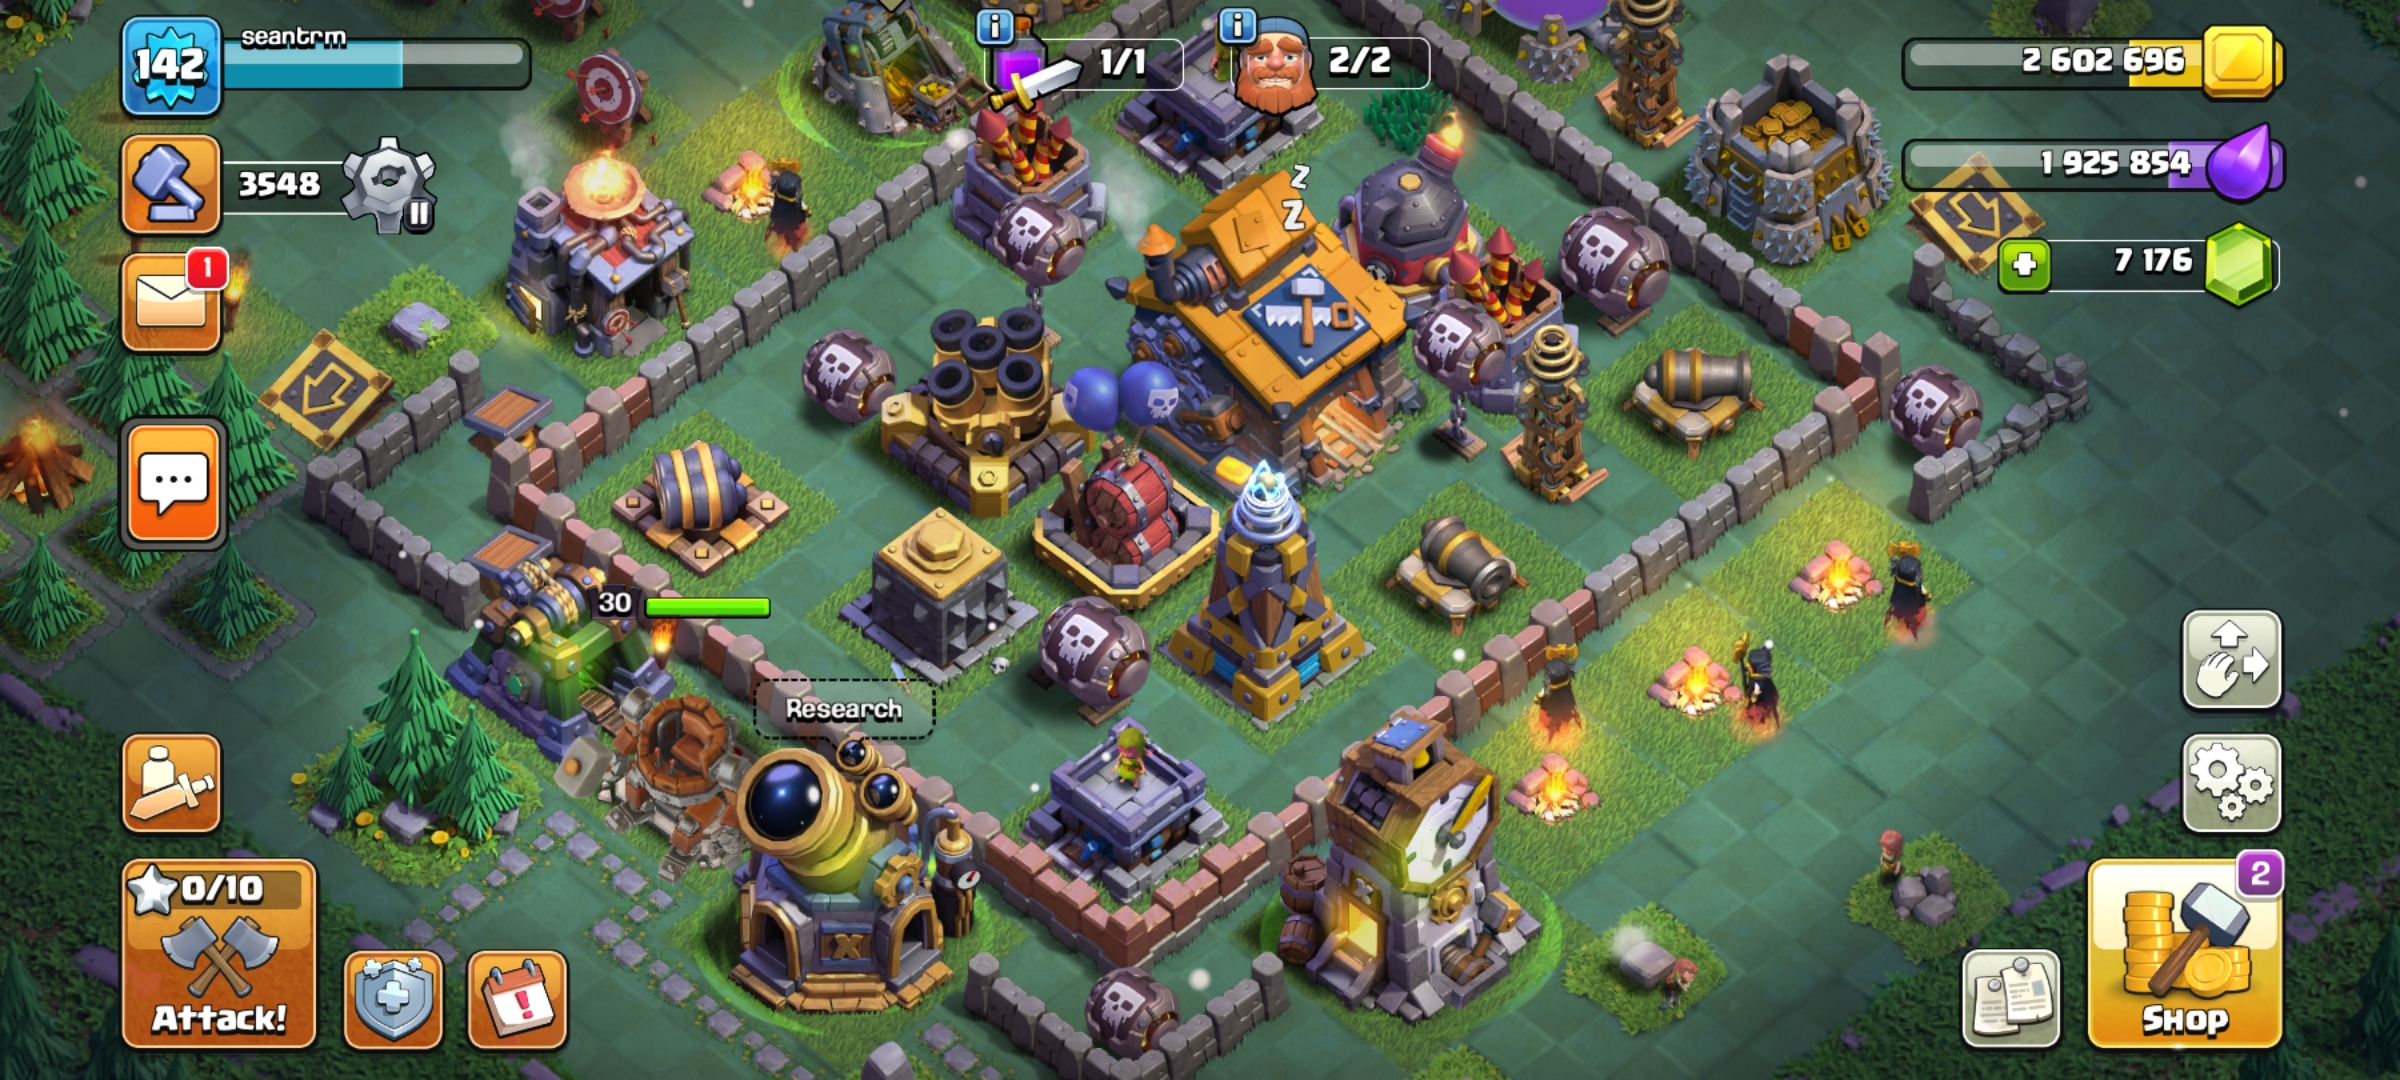 142
seantrm
1/1
2/2
2 602 696
3548
1 925 854
1
7 176
z
Z
30
Research
0/10
Attack!
2
Shop